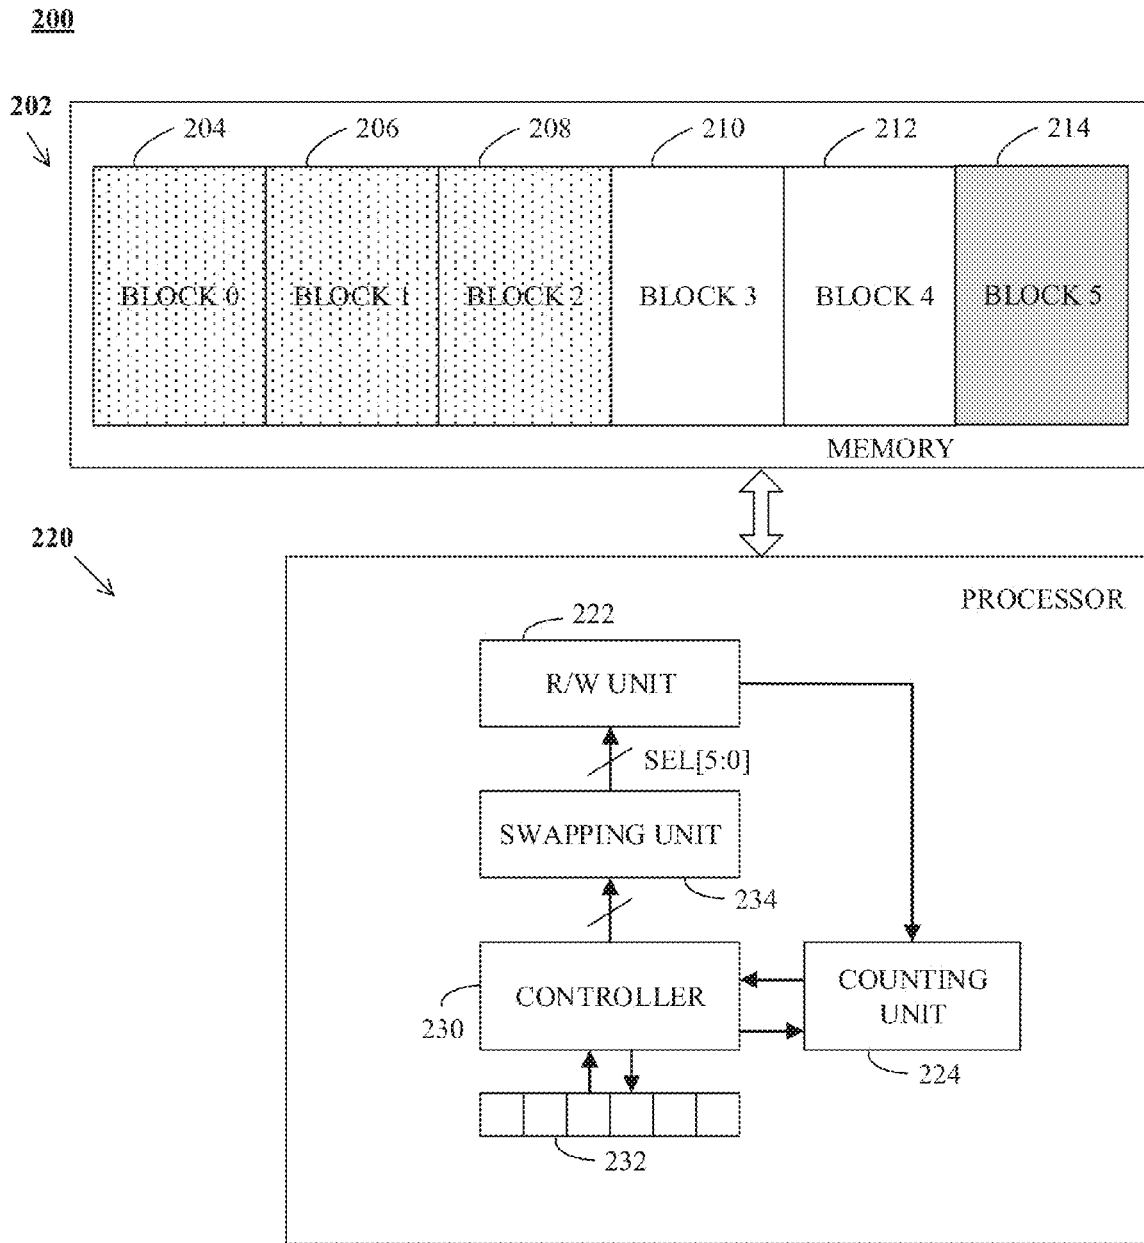 200
202
204 206 208 210 212 214
BLOCK 0 BLOCK 1 BLOCK 2 BLOCK 3 BLOCK 4 BLOCK 5
MEMORY
220
PROCESSOR
222
R/W UNIT
SEL[5:0]
SWAPPING UNIT
234
CONTROLLER
230
COUNTING
UNIT
224
232